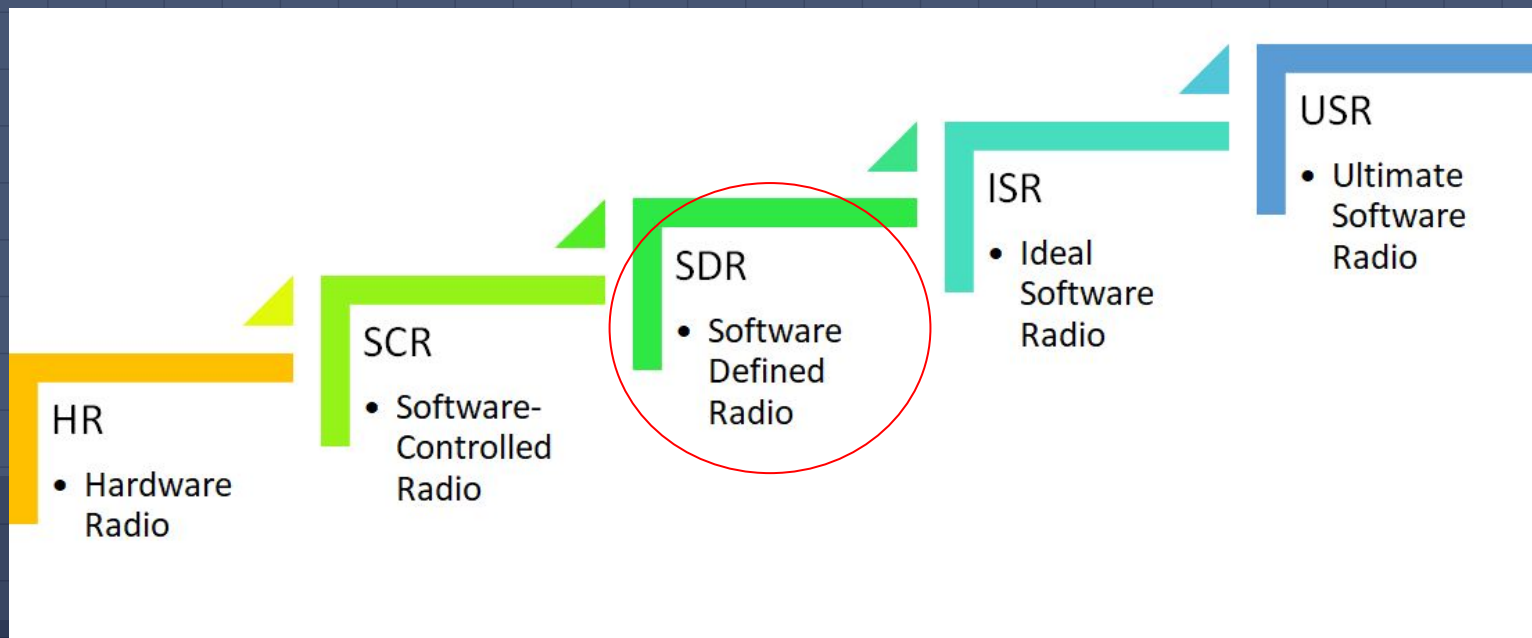 HR
• Hardware
Radio
SCR
• Software-
Controlled
Radio
SDR
• Software
Defined
Radio
ISR
• Ideal
Software
Radio
USR
• Ultimate
Software
Radio